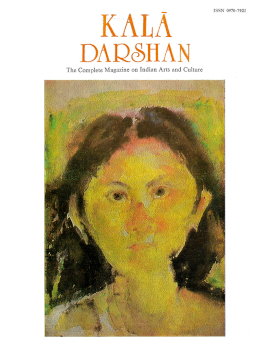 ISSN 0970-7921
KALĀ
DARSHAN
The Complete Magazine on Indian Arts and Culture